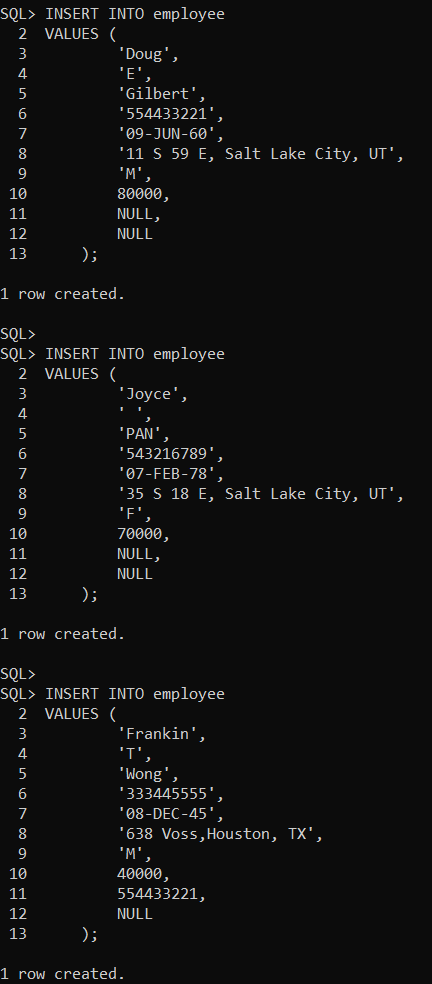 SQL> INSERT INTO employee
  2  VALUES (
  3          'Doug',
  4          'E',
  5          'Gilbert',
  6          '554433221',
  7          '09-JUN-60',
  8          '11 S 59 E, Salt Lake City, UT',
  9          'M',
 10          80000,
 11          NULL,
 12          NULL
 13      );

1 row created.

SQL>
SQL> INSERT INTO employee
  2  VALUES (
  3          'Joyce',
  4          ' ',
  5          'PAN',
  6          '543216789',
  7          '07-FEB-78',
  8          '35 S 18 E, Salt Lake City, UT',
  9          'F',
 10          70000,
 11          NULL,
 12          NULL
 13      );

1 row created.

SQL>
SQL> INSERT INTO employee
  2  VALUES (
  3          'Frankin',
  4          'T',
  5          'Wong',
  6          '333445555',
  7          '08-DEC-45',
  8          '638 Voss,Houston, TX',
  9          'M',
 10          40000,
 11          554433221,
 12          NULL
 13      );

1 row created.